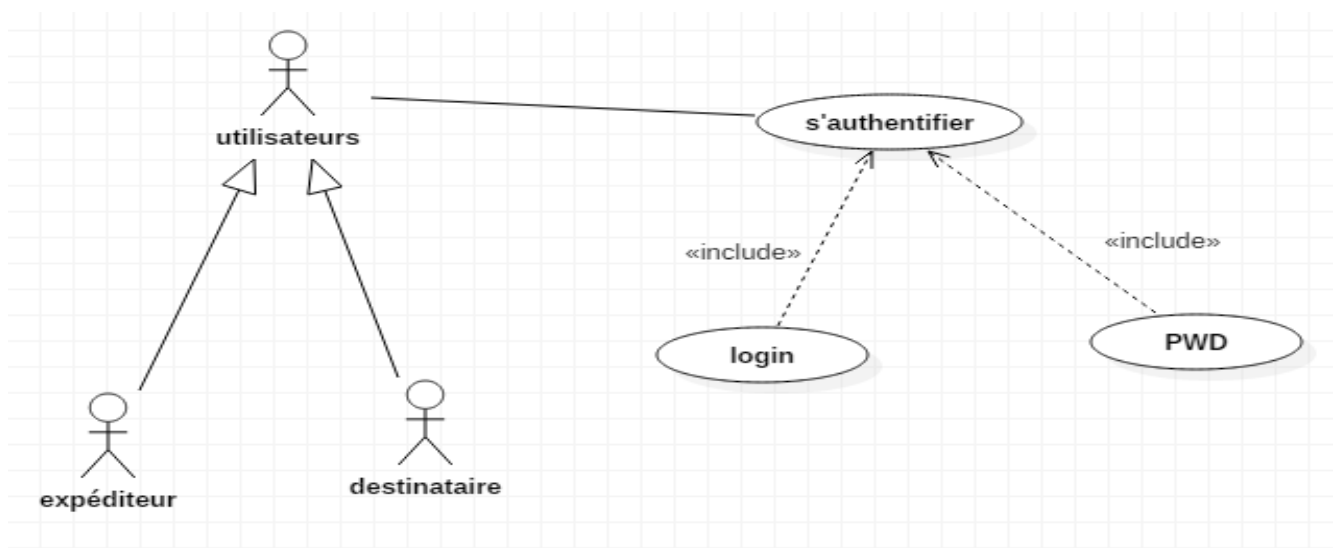 utilisateurs
s'authentifier
«include»
«include»
login
PWD
expéditeur
destinataire